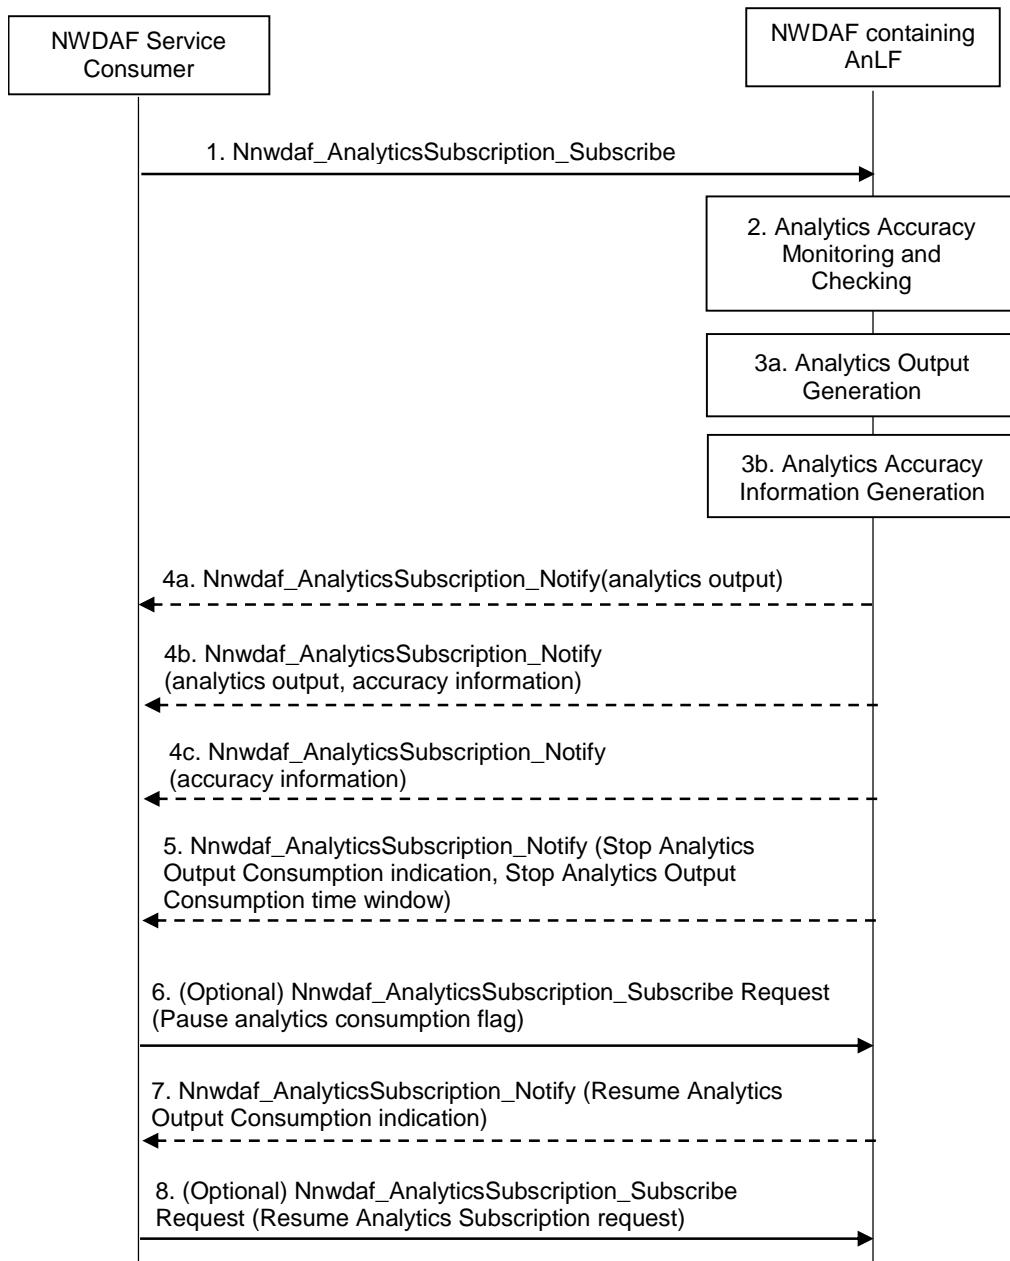 NWDAF Service
Consumer
NWDAF containing
AnLF
1. Nnwdaf_AnalyticsSubscription_Subscribe
2. Analytics Accuracy
Monitoring and
Checking
3a. Analytics Output
Generation
3b. Analytics Accuracy
Information Generation
4a. Nnwdaf_AnalyticsSubscription_Notify(analytics output)
4b. Nnwdaf_AnalyticsSubscription_Notify
(analytics output, accuracy information)
4c. Nnwdaf_AnalyticsSubscription_Notify
(accuracy information)
5. Nnwdaf_AnalyticsSubscription_Notify (Stop Analytics
Output Consumption indication, Stop Analytics Output
Consumption time window)
6. (Optional) Nnwdaf_AnalyticsSubscription_Subscribe Request
(Pause analytics consumption flag)
7. Nnwdaf_AnalyticsSubscription_Notify (Resume Analytics
Output Consumption indication)
8. (Optional) Nnwdaf_AnalyticsSubscription_Subscribe
Request (Resume Analytics Subscription request)